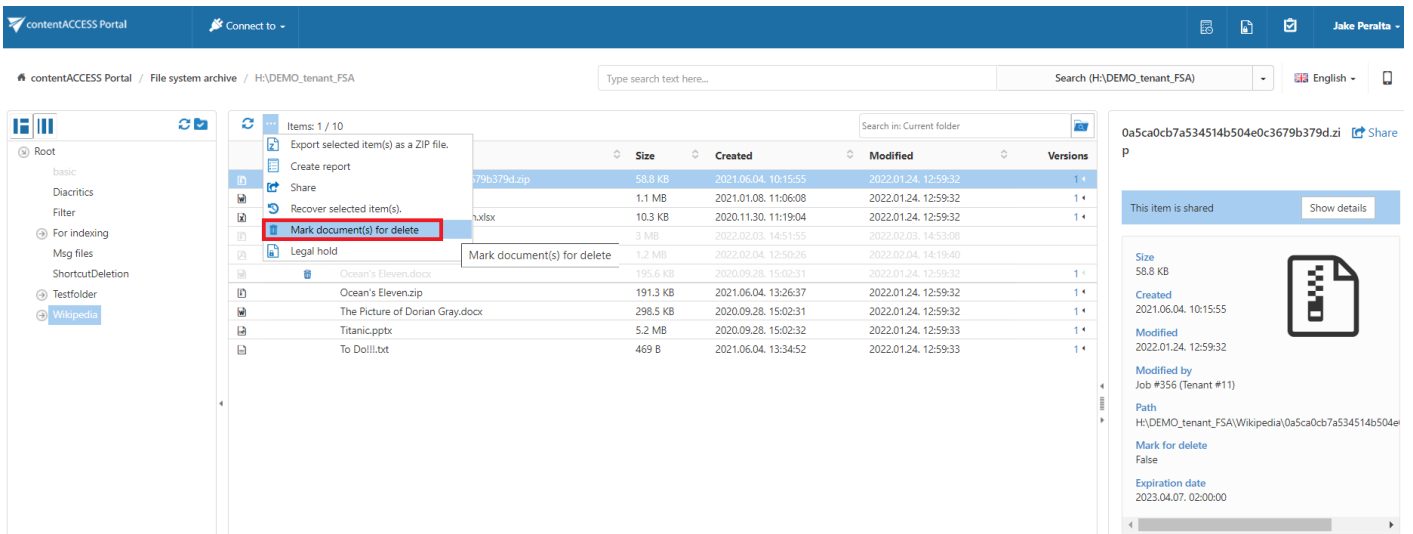 contentACCESS Portal
Connect to
Jake Peralta
contentACCESS Portal / File system archive / H:\DEMO_tenant_FSA
Type search text here...
Search (H:\DEMO_tenant_FSA)
English
Root
basic
Diacritics
Filter
For indexing
Msg files
ShortcutDeletion
Testfolder
Wikipedia
Items: 1 / 10
Search in: Current folder
Export selected item(s) as a ZIP file.
Create report
Share
Recover selected item(s).
Mark document(s) for delete
Legal hold
Mark document(s) for delete
Size Created Modified Versions
79b379d.zip 58.8 KB 2021.06.04. 10:15:55 2022.01.24. 12:59:32 1
1.1 MB 2021.01.08. 11:06:08 2022.01.24. 12:59:32 1
n.xlsx 10.3 KB 2020.11.30. 11:19:04 2022.01.24. 12:59:32 1
3 MB 2022.02.03. 14:51:55 2022.02.03. 14:53:08
1.2 MB 2022.02.04. 12:50:26 2022.02.04. 14:19:40
Ocean's Eleven.docx 195.6 KB 2020.09.28. 15:02:31 2022.01.24. 12:59:32 1
Ocean's Eleven.zip 191.3 KB 2021.06.04. 13:26:37 2022.01.24. 12:59:32 1
The Picture of Dorian Gray.docx 298.5 KB 2020.09.28. 15:02:31 2022.01.24. 12:59:32 1
Titanic.pptx 5.2 MB 2020.09.28. 15:02:32 2022.01.24. 12:59:33 1
To Do!!!.txt 469 B 2021.06.04. 13:34:52 2022.01.24. 12:59:33 1
0a5ca0cb7a534514b504e0c3679b379d.zi Share
p
This item is shared Show details
Size
58.8 KB
Created
2021.06.04. 10:15:55
Modified
2022.01.24. 12:59:32
Modified by
Job #356 (Tenant #11)
Path
H:\DEMO_tenant_FSA\Wikipedia\0a5ca0cb7a534514b504e
Mark for delete
False
Expiration date
2023.04.07. 02:00:00